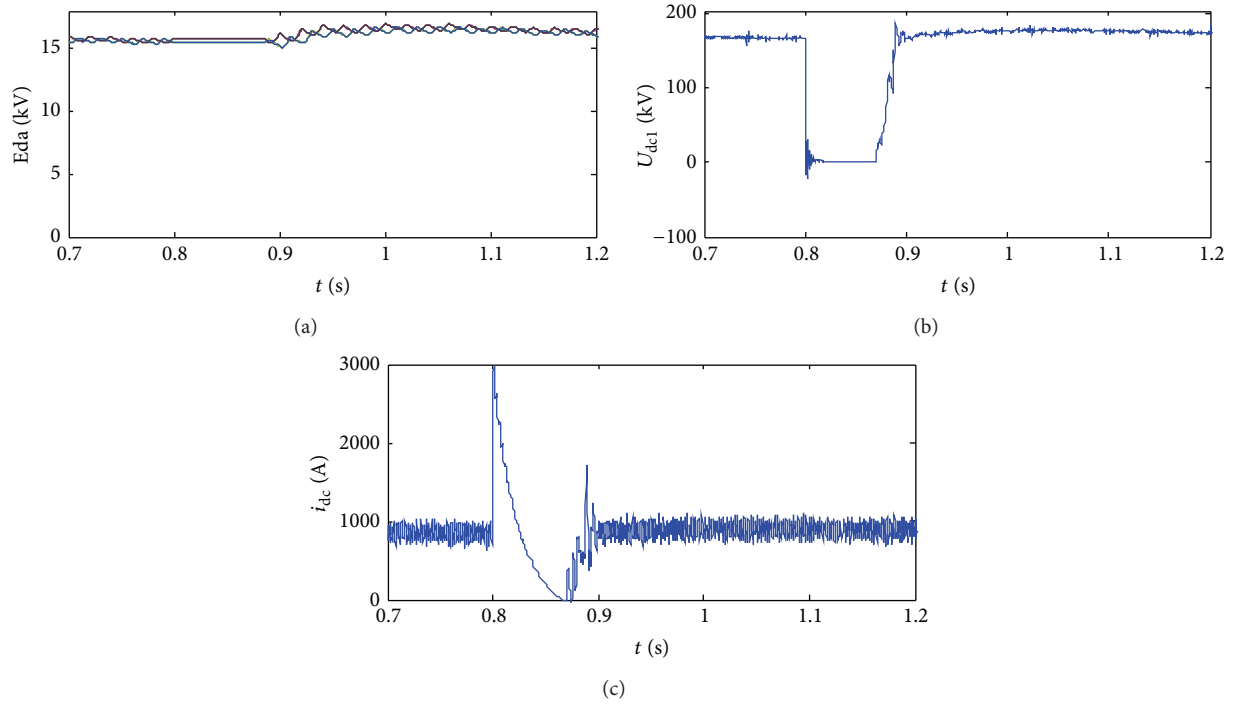 Eda (kV)
15
10
5
0
0.7 0.8 0.9 1 1.1 1.2
t (s)
(a)
U_dc1 (kV)
200
100
0
−100
0.7 0.8 0.9 1 1.1 1.2
t (s)
(b)
i_dc (A)
3000
2000
1000
0
0.7 0.8 0.9 1 1.1 1.2
t (s)
(c)